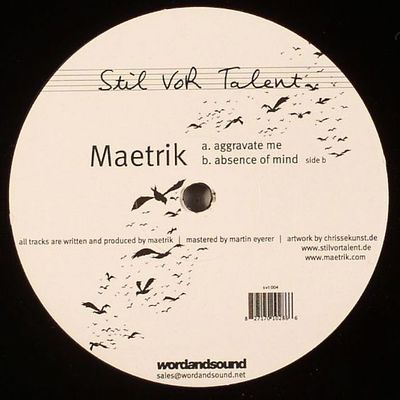 Stil VoR Talent
Maetrik
a. aggravate me
b. absence of mind side b
all tracks are written and produced by maetrik | mastered by martin eyerer | artwork by chrissekunst.de
www.stilvortalent.de
www.maetrik.com
svt 004
wordandsound
sales@wordandsound.net